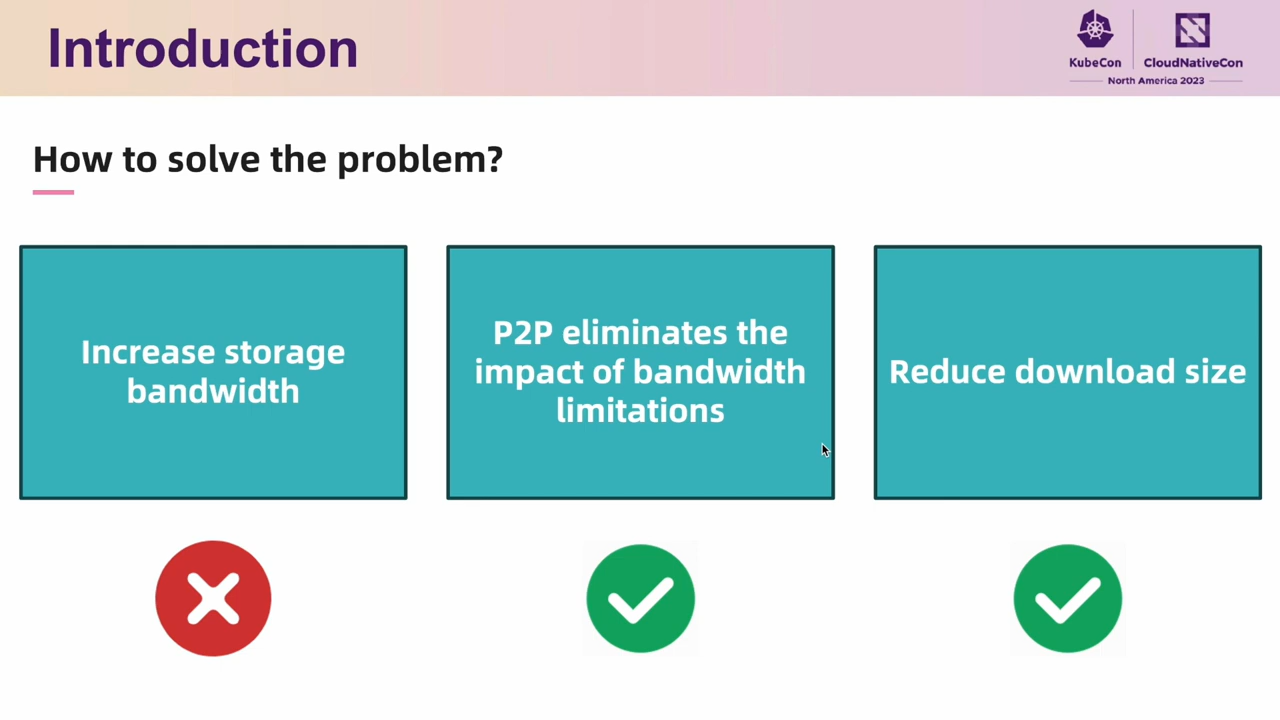 Introduction
KubeCon
CloudNativeCon
North America 2023
How to solve the problem?
Increase storage
bandwidth
P2P eliminates the
impact of bandwidth
limitations
Reduce download size